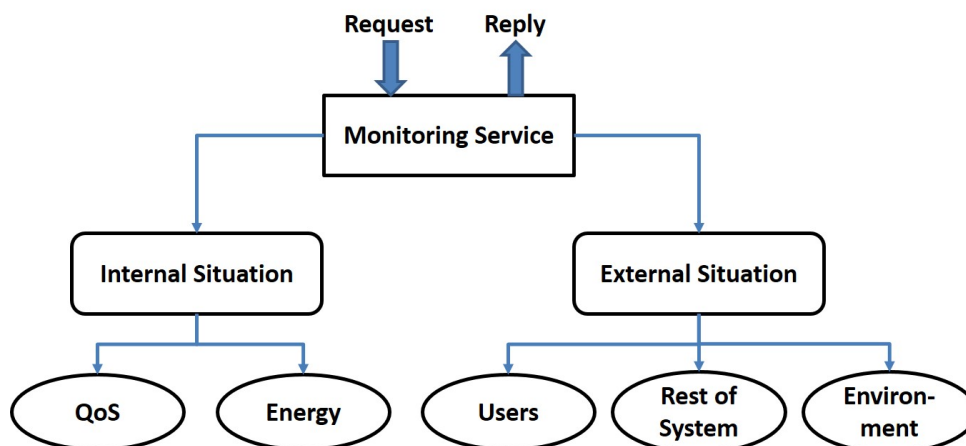 Request Reply
Monitoring Service
Internal Situation External Situation
QoS Energy Users Rest of System Environ-
ment